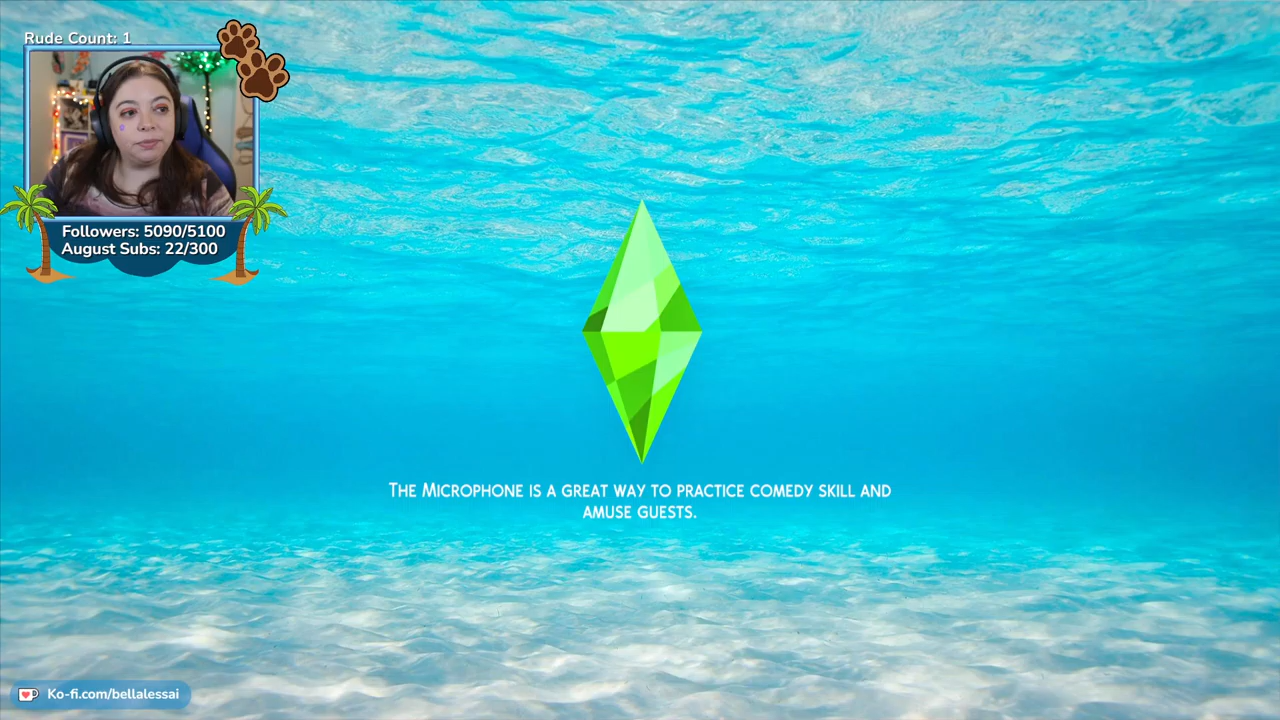 Rude Count: 1
Followers: 5090/5100
August Subs: 22/300
The Microphone is a great way to practice comedy skill and
amuse guests.
Ko-fi.com/bellalessai